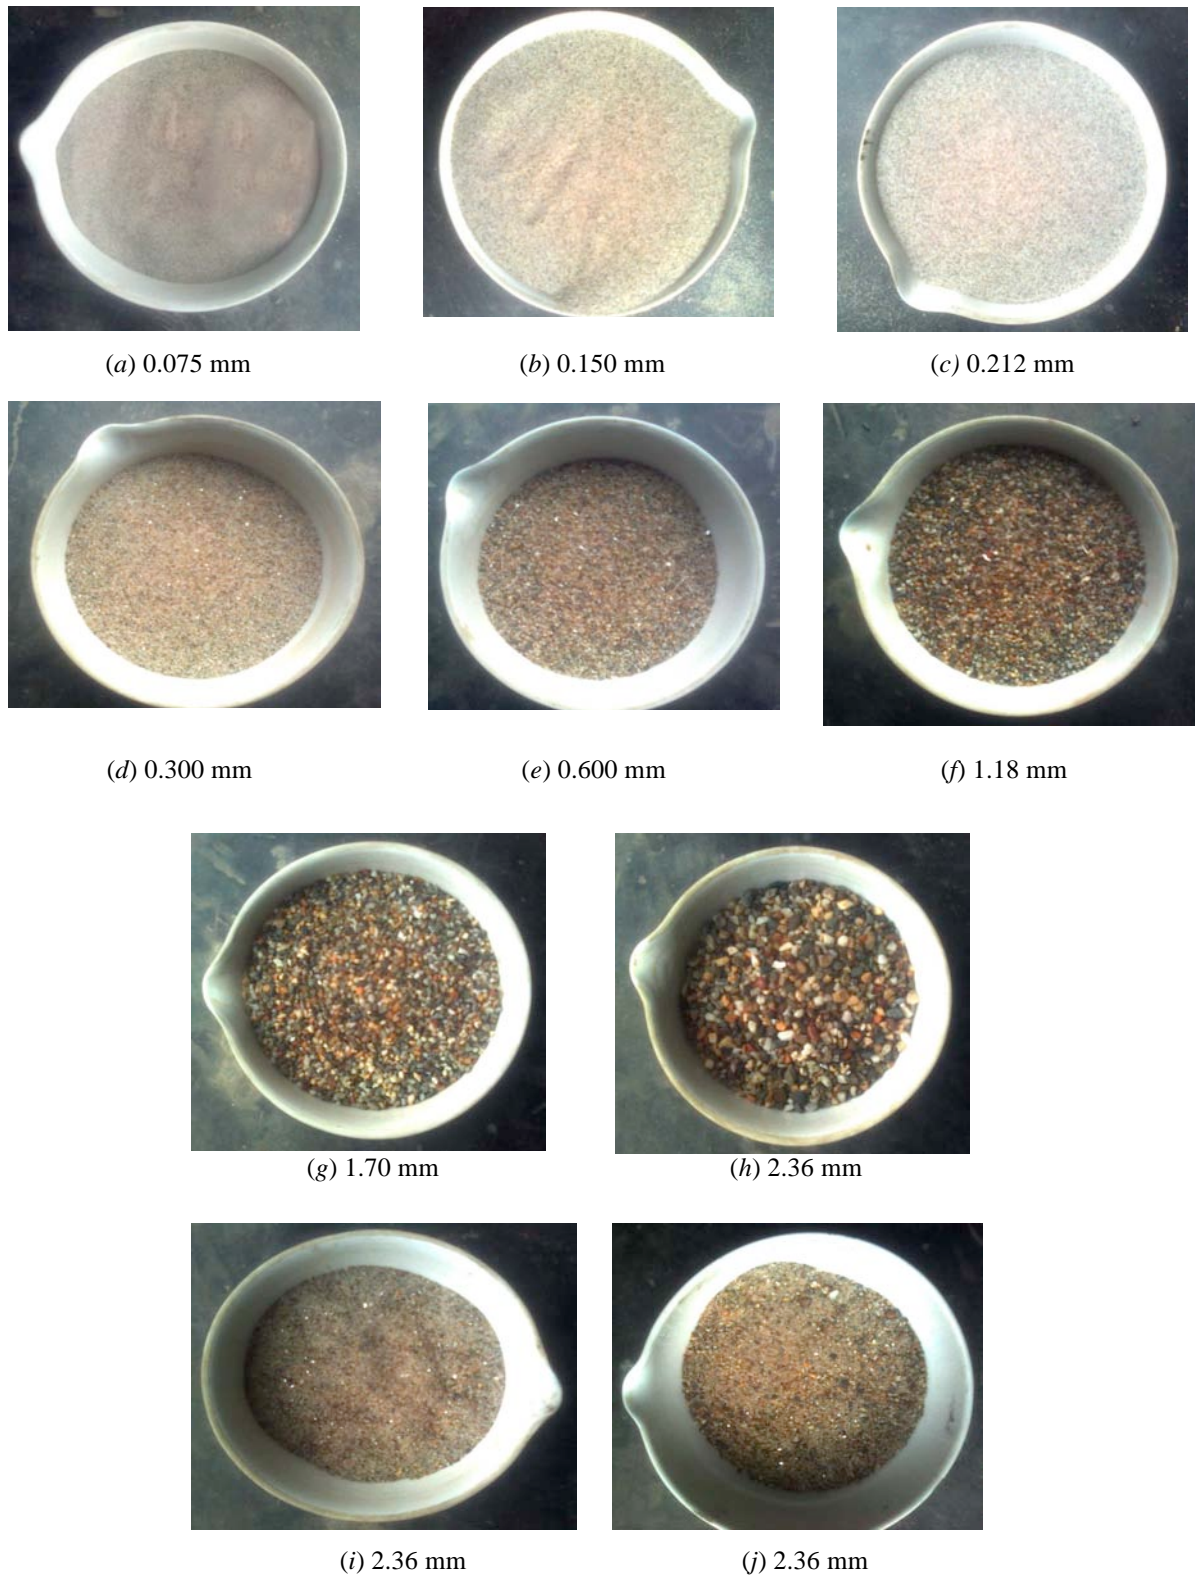 (a) 0.075 mm
(b) 0.150 mm
(c) 0.212 mm
(d) 0.300 mm
(e) 0.600 mm
(f) 1.18 mm
(g) 1.70 mm
(h) 2.36 mm
(i) 2.36 mm
(j) 2.36 mm